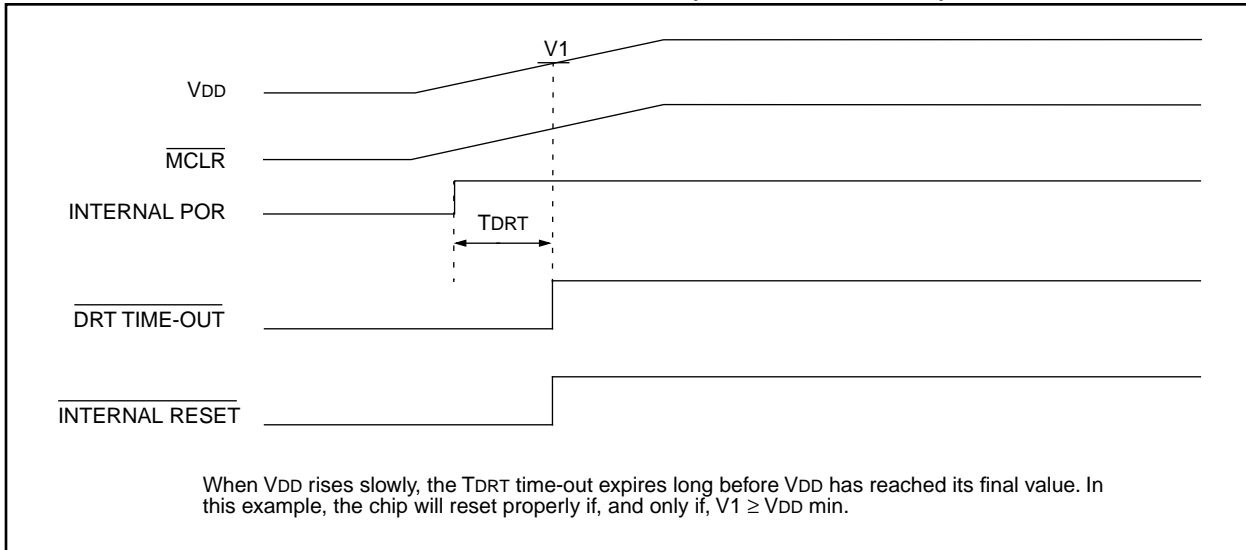 V1
VDD
MCLR
INTERNAL POR
TDRT
DRT TIME-OUT
INTERNAL RESET
When VDD rises slowly, the TDRT time-out expires long before VDD has reached its final value. In
this example, the chip will reset properly if, and only if, V1 ≥ VDD min.